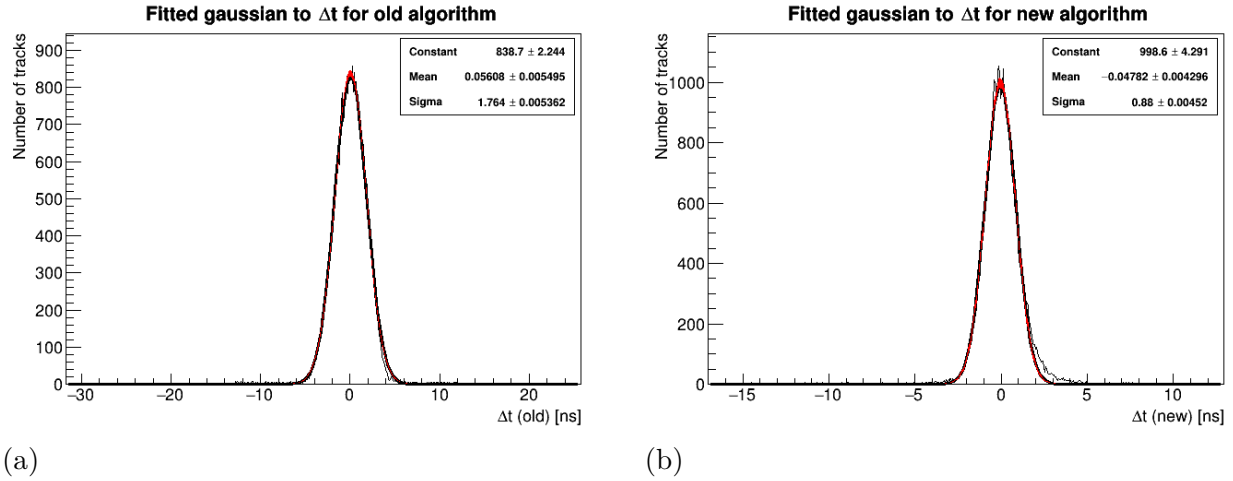 Fitted gaussian to Δt for old algorithm
Number of tracks
900
800
700
600
500
400
300
200
100
0
Constant 838.7 ± 2.244
Mean 0.05608 ± 0.005495
Sigma 1.764 ± 0.005362
−30 −20 −10 0 10 20
Δt (old) [ns]
(a)
Fitted gaussian to Δt for new algorithm
Number of tracks
1000
800
600
400
200
0
Constant 998.6 ± 4.291
Mean −0.04782 ± 0.004296
Sigma 0.88 ± 0.00452
−15 −10 −5 0 5 10
Δt (new) [ns]
(b)